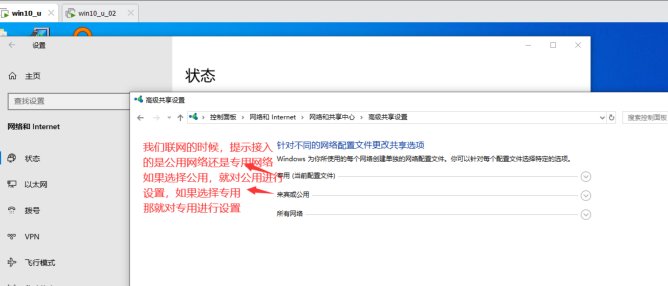 win10_u
win10_u_02
设置
主页
查找设置
网络和 Internet
状态
以太网
拨号
VPN
飞行模式
状态
高级共享设置
控制面板 › 网络和 Internet › 网络和共享中心 › 高级共享设置
搜索控制面板
针对不同的网络配置文件更改共享选项
Windows 为你所使用的每个网络创建单独的网络配置文件。你可以针对每个配置文件选择特定的选项。
专用 (当前配置文件)
来宾或公用
所有网络
我们联网的时候，提示接入
的是公用网络还是专用网络
如果选择公用，就对公用进行
设置，如果选择专用
那就对专用进行设置